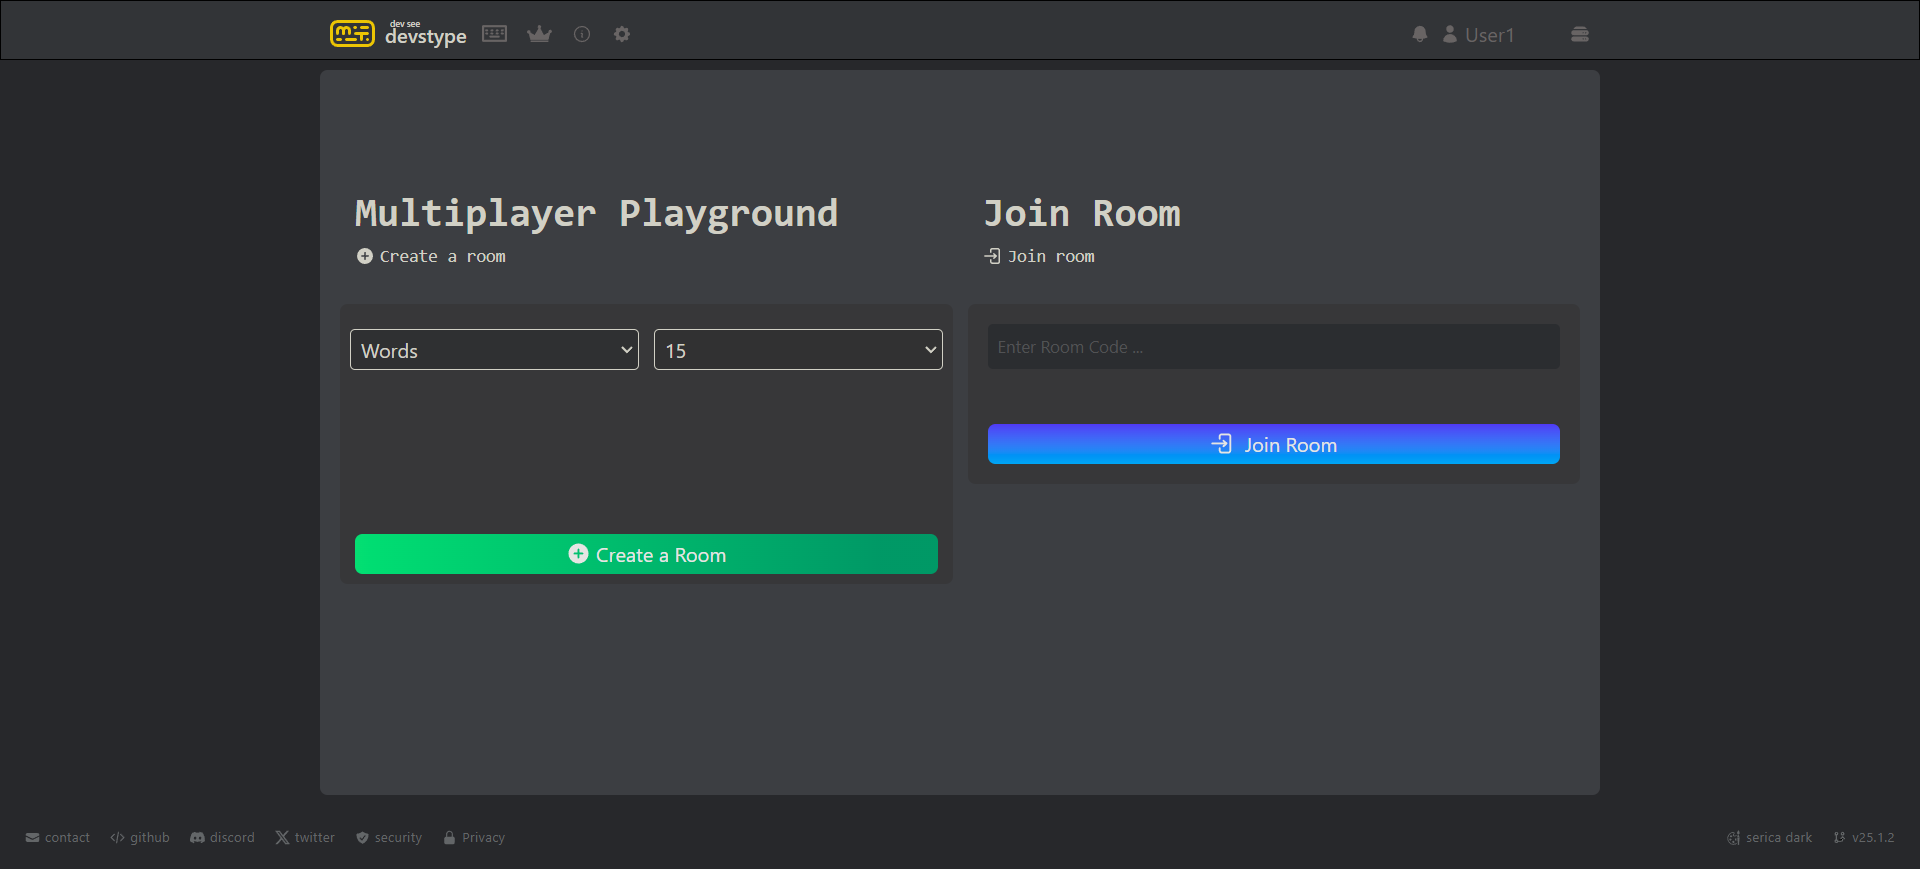 dev see
devstype
User1
Multiplayer Playground
Create a room
Words
15
Create a Room
Join Room
Join room
Enter Room Code ...
Join Room
contact github discord twitter security Privacy
serica dark v25.1.2